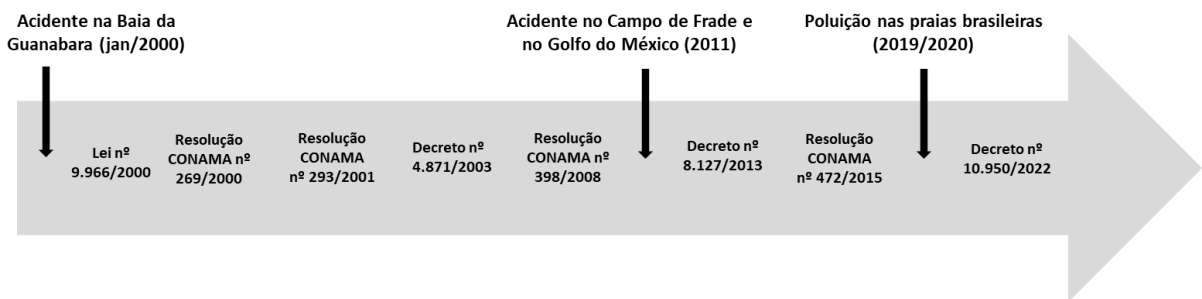 Acidente na Baia da
Guanabara (jan/2000)
Acidente no Campo de Frade e
no Golfo do México (2011)
Poluição nas praias brasileiras
(2019/2020)
Lei nº
9.966/2000
Resolução
CONAMA nº
269/2000
Resolução
CONAMA
nº 293/2001
Decreto nº
4.871/2003
Resolução
CONAMA nº
398/2008
Decreto nº
8.127/2013
Resolução
CONAMA
nº 472/2015
Decreto nº
10.950/2022